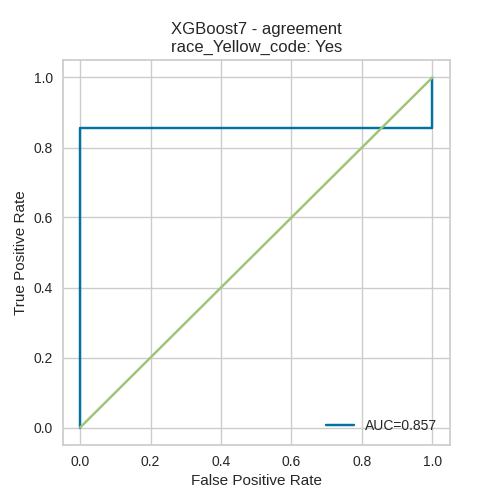 XGBoost7 - agreement
race_Yellow_code: Yes
1.0
0.8
0.6
0.4
0.2
0.0
True Positive Rate
AUC=0.857
0.0 0.2 0.4 0.6 0.8 1.0
False Positive Rate